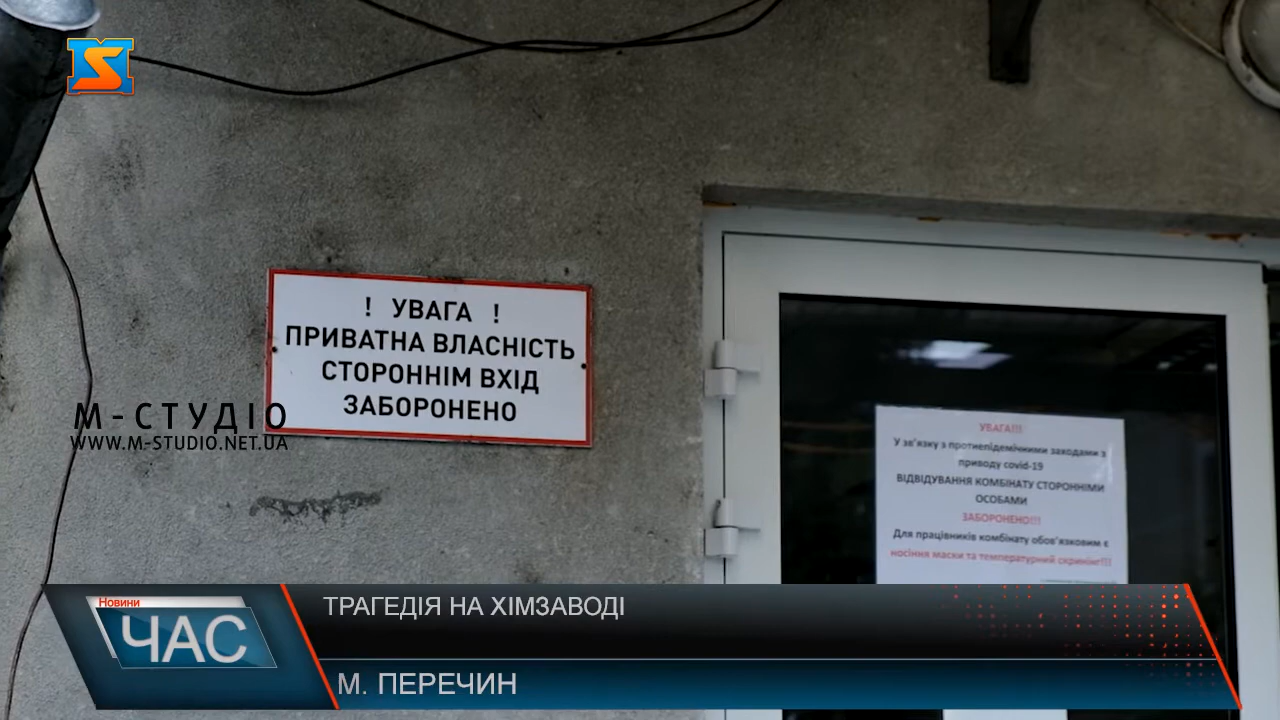 ! УВАГА !
ПРИВАТНА ВЛАСНІСТЬ
СТОРОННІМ ВХІД
ЗАБОРОНЕНО
М-СТУДІО
WWW.M-STUDIO.NET.UA
УВАГА!!!
У зв'язку з протиепідемічними заходами з
приводу covid-19
ВІДВІДУВАННЯ КОМБІНАТУ СТОРОННІМИ
ОСОБАМИ
ЗАБОРОНЕНО!!!
Для працівників комбінату обов'язковим є
носіння маски та температурний скринінг!!!
Новини
ЧАС
ТРАГЕДІЯ НА ХІМЗАВОДІ
М. ПЕРЕЧИН